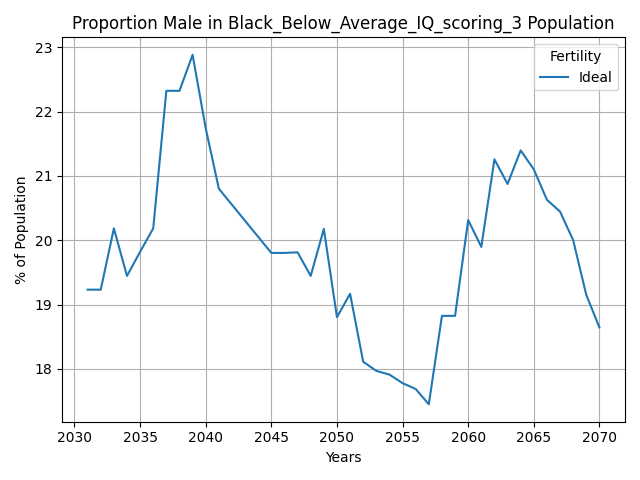 Proportion Male in Black_Below_Average_IQ_scoring_3 Population
Fertility
Ideal
% of Population
23
22
21
20
19
18
2030 2035 2040 2045 2050 2055 2060 2065 2070
Years